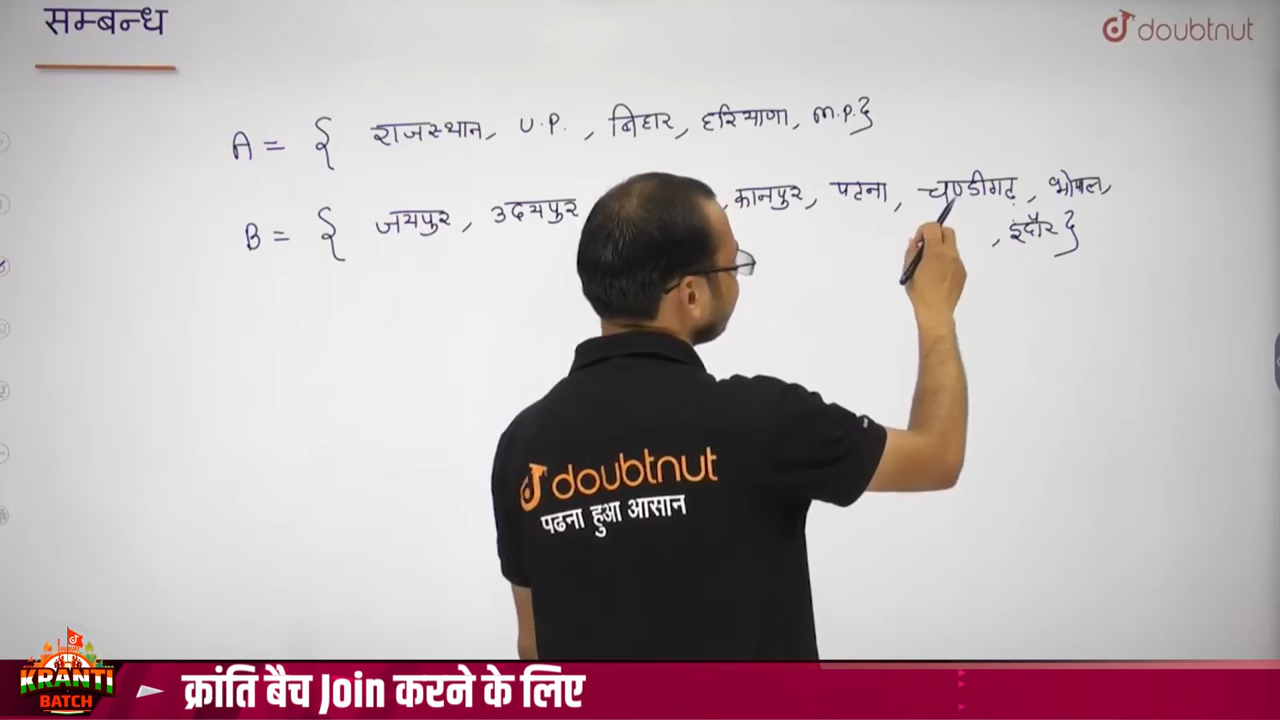 सम्बन्ध
doubtnut
A = { राजस्थान, U.P., बिहार, हरियाणा, M.P.}
B = { जयपुर, उदयपुर , कानपुर, पटना, चण्डीगढ़, भोपाल,
, इंदौर }
doubtnut
पढना हुआ आसान
KRANTI
BATCH
क्रांति बैच Join करने के लिए